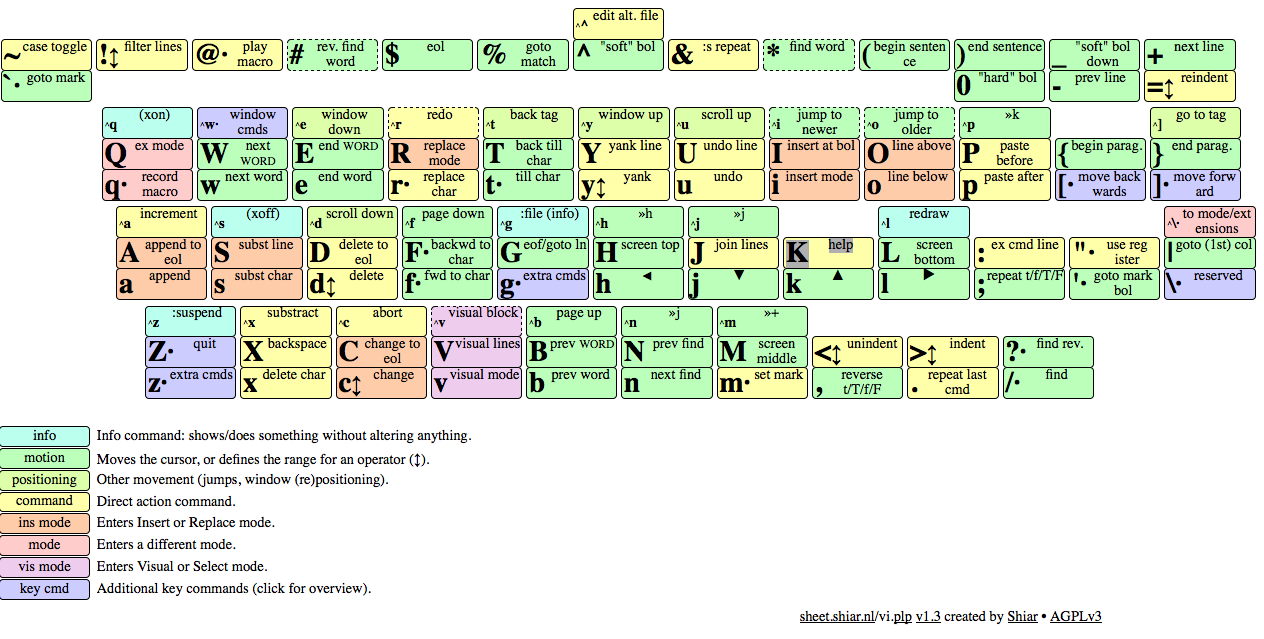 ^^ edit alt. file
~ case toggle !↕ filter lines @· play macro # rev. find word $ eol % goto match ^ "soft" bol & :s repeat * find word ( begin senten ce ) end sentence _ "soft" bol down + next line
`· goto mark 0 "hard" bol - prev line =↕ reindent
^q (xon) ^w· window cmds ^e window down ^r redo ^t back tag ^y window up ^u scroll up ^i jump to newer ^o jump to older ^p »k ^] go to tag
Q ex mode W next WORD E end WORD R replace mode T back till char Y yank line U undo line I insert at bol O line above P paste before { begin parag. } end parag.
q· record macro w next word e end word r· replace char t· till char y↕ yank u undo i insert mode o line below p paste after [· move back wards ]· move forw ard
^a increment ^s (xoff) ^d scroll down ^f page down ^g :file (info) ^h »h ^j »j ^l redraw ^\· to mode/ext ensions
A append to eol S subst line D delete to eol F· backwd to char G eof/goto ln H screen top J join lines K help L screen bottom : ex cmd line "· use reg ister | goto (1st) col
a append s subst char d↕ delete f· fwd to char g· extra cmds h ◄ j ▼ k ▲ l ► ; repeat t/f/T/F '· goto mark bol \· reserved
^z :suspend ^x substract ^c abort ^v visual block ^b page up ^n »j ^m »+
Z· quit X backspace C change to eol V visual lines B prev WORD N prev find M screen middle <↕ unindent >↕ indent ?· find rev.
z· extra cmds x delete char c↕ change v visual mode b prev word n next find m· set mark , reverse t/T/f/F . repeat last cmd /· find
info Info command: shows/does something without altering anything.
motion Moves the cursor, or defines the range for an operator (↕).
positioning Other movement (jumps, window (re)positioning).
command Direct action command.
ins mode Enters Insert or Replace mode.
mode Enters a different mode.
vis mode Enters Visual or Select mode.
key cmd Additional key commands (click for overview).
sheet.shiar.nl/vi.plp v1.3 created by Shiar • AGPLv3